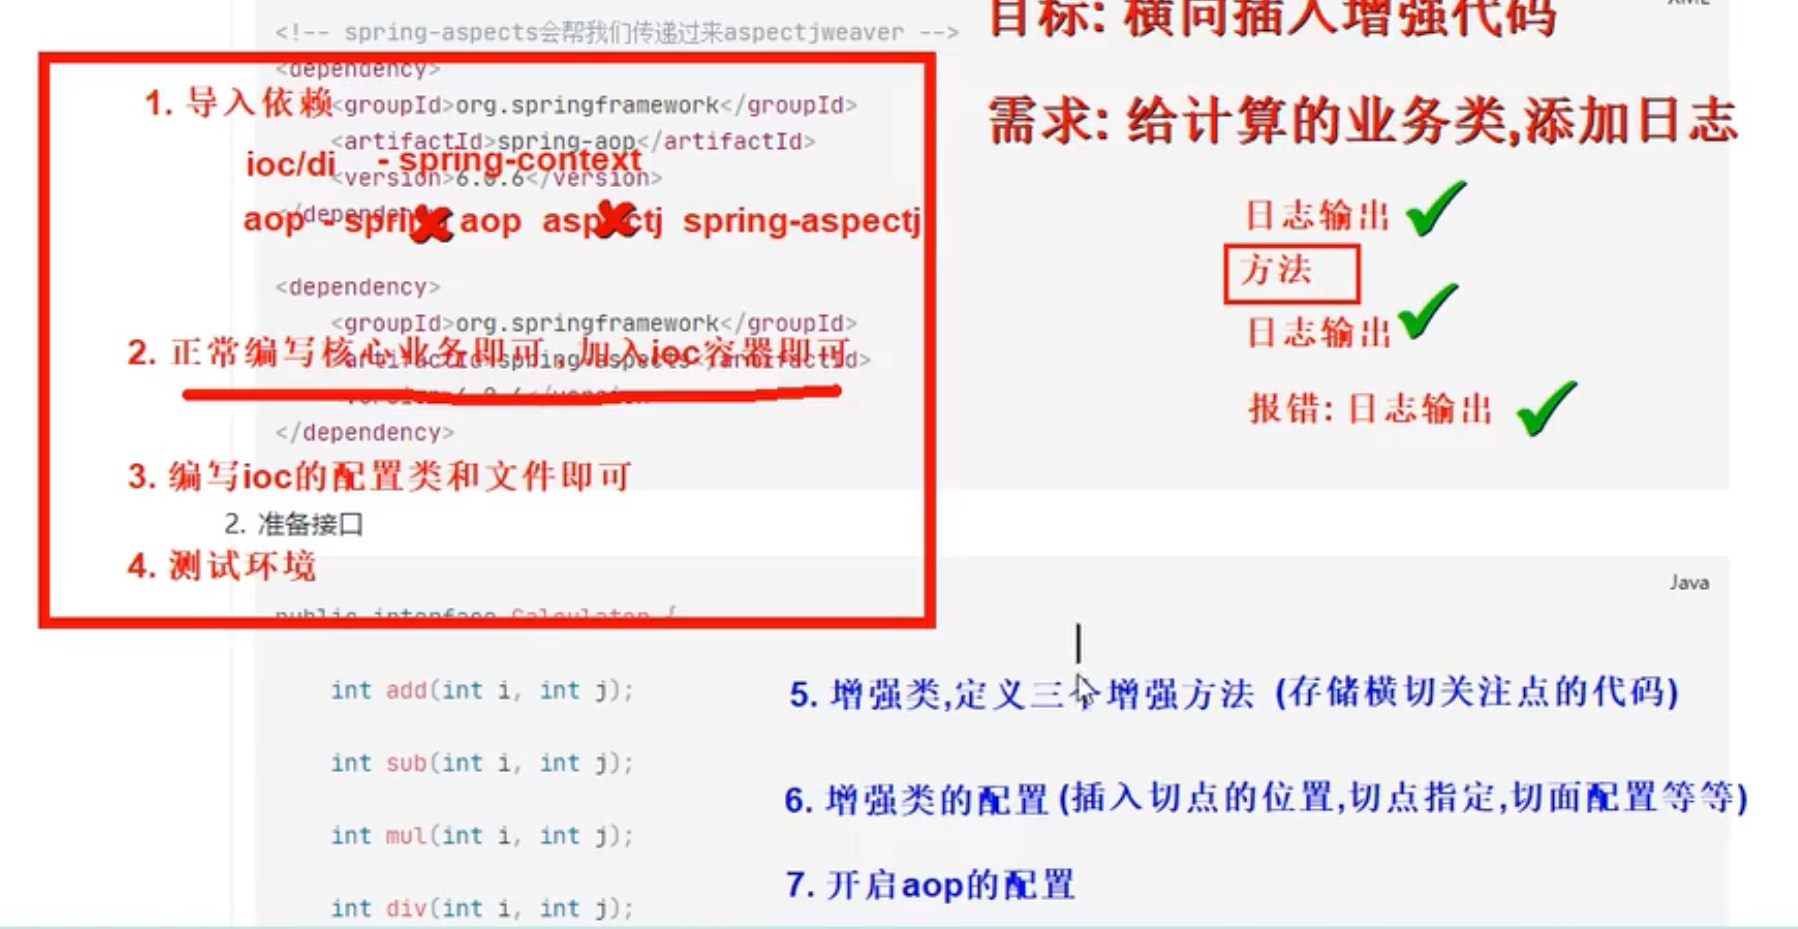 <!-- spring-aspects会帮我们传递过来aspectjweaver -->
目标: 横向插入增强代码
<dependency>
1. 导入依赖
<groupId>org.springframework</groupId>
需求: 给计算的业务类,添加日志
<artifactId>spring-aop</artifactId>
ioc/di - spring-context
<version>6.0.6</version>
日志输出
</dependency>
aop - spring aop aspectj spring-aspectj
方法
<dependency>
<groupId>org.springframework</groupId>
日志输出
2. 正常编写核心业务即可, 加入ioc容器即可
<artifactId>spring-aspects</artifactId>
报错: 日志输出
</dependency>
3. 编写ioc的配置类和文件即可
2. 准备接口
4. 测试环境
Java
public interface Calculator {
int add(int i, int j);
5. 增强类,定义三个增强方法 (存储横切关注点的代码)
int sub(int i, int j);
6. 增强类的配置 (插入切点的位置,切点指定,切面配置等等)
int mul(int i, int j);
7. 开启aop的配置
int div(int i, int j);